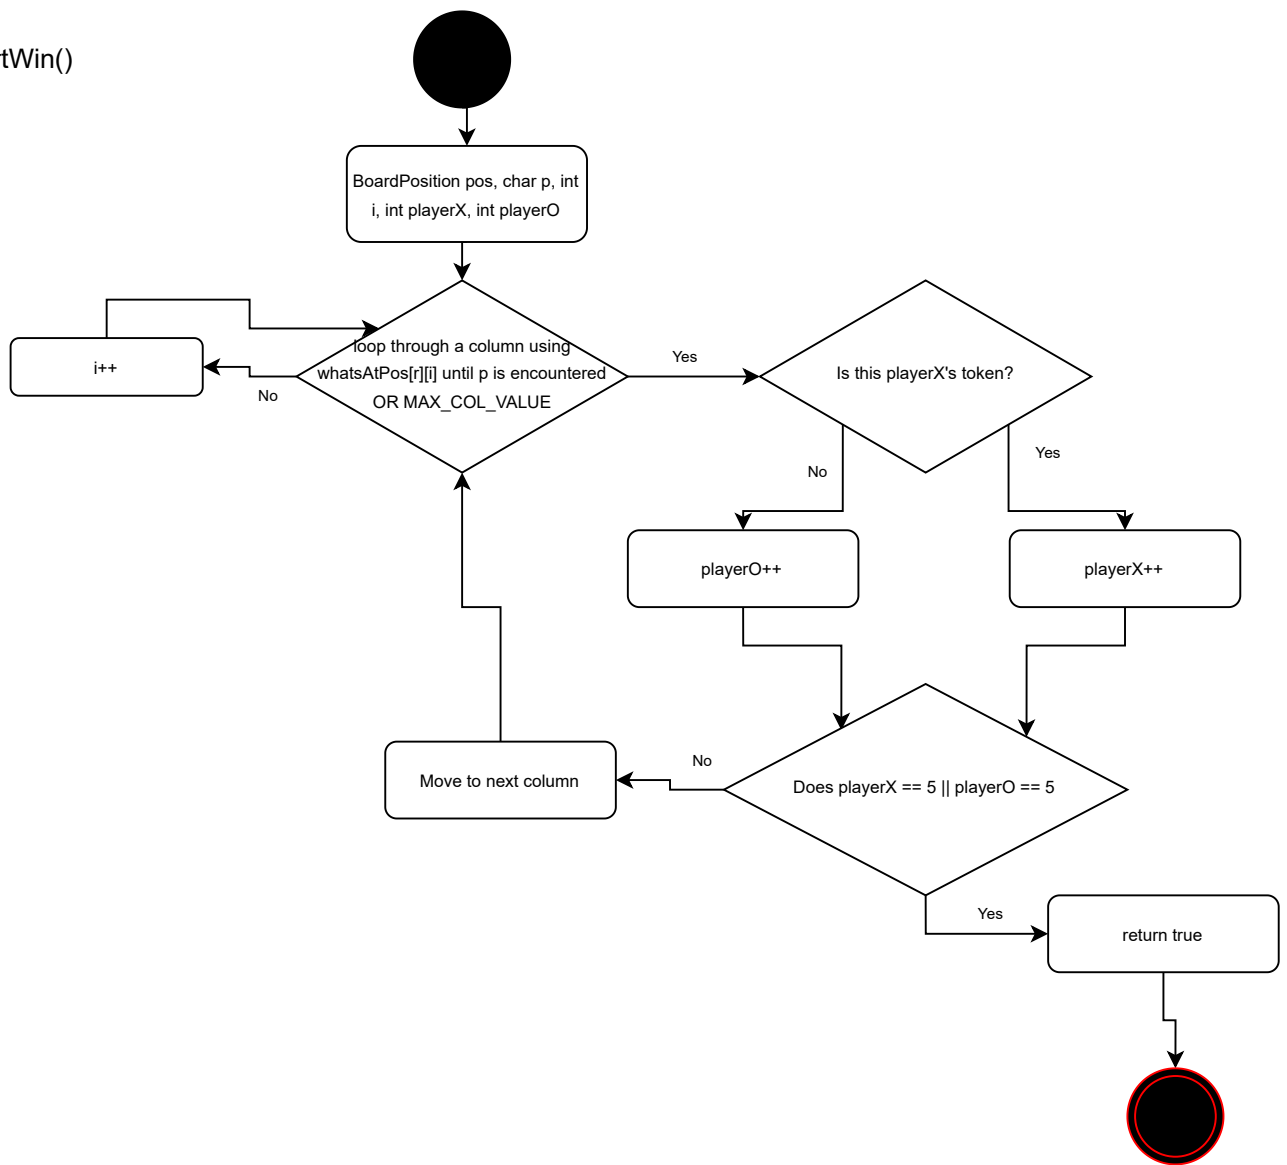 tWin()
BoardPosition pos, char p, int
i, int playerX, int playerO
loop through a column using
whatsAtPos[r][i] until p is encountered
OR MAX_COL_VALUE
i++
No
Yes
Is this playerX's token?
No
Yes
playerO++
playerX++
Does playerX == 5 || playerO == 5
No
Move to next column
Yes
return true